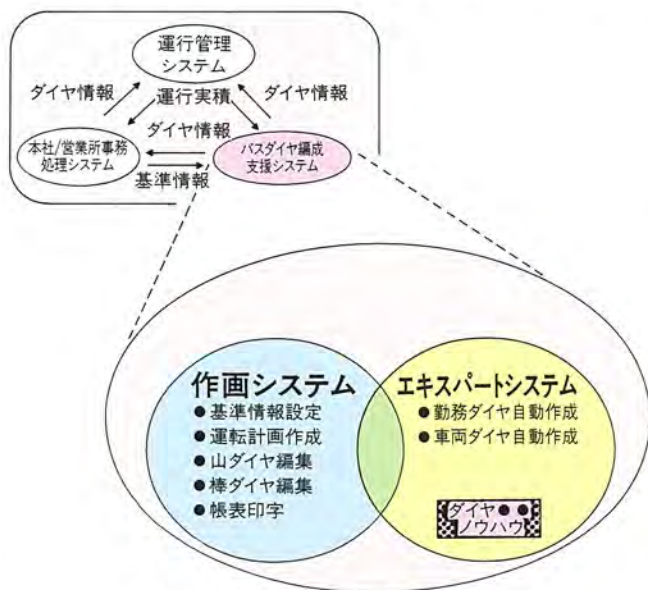 運行管理
システム
ダイヤ情報
運行実績
ダイヤ情報
ダイヤ情報
本社/営業所事務
処理システム
バスダイヤ編成
支援システム
基準情報
作画システム
●基準情報設定
●運転計画作成
●山ダイヤ編集
●棒ダイヤ編集
●帳表印字
エキスパートシステム
●勤務ダイヤ自動作成
●車両ダイヤ自動作成
ダイヤ
ノウハウ